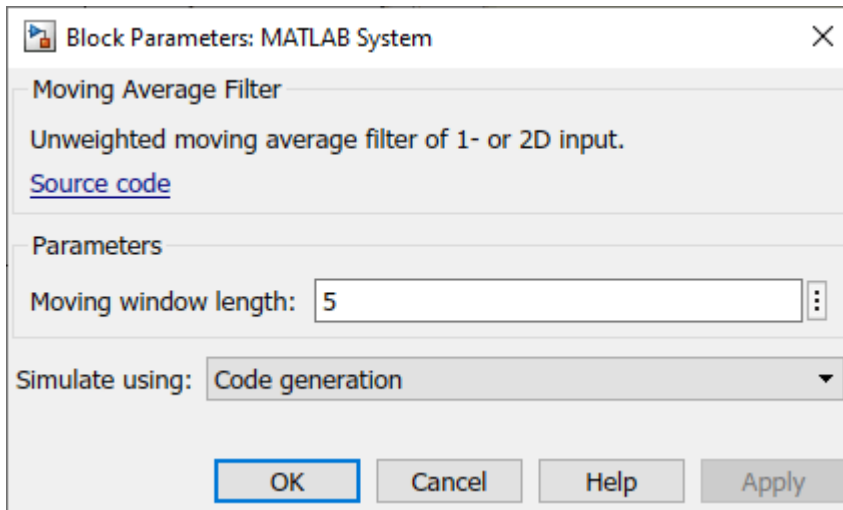 Block Parameters: MATLAB System
Moving Average Filter
Unweighted moving average filter of 1- or 2D input.
Source code
Parameters
Moving window length: 5
Simulate using: Code generation
OK Cancel Help Apply